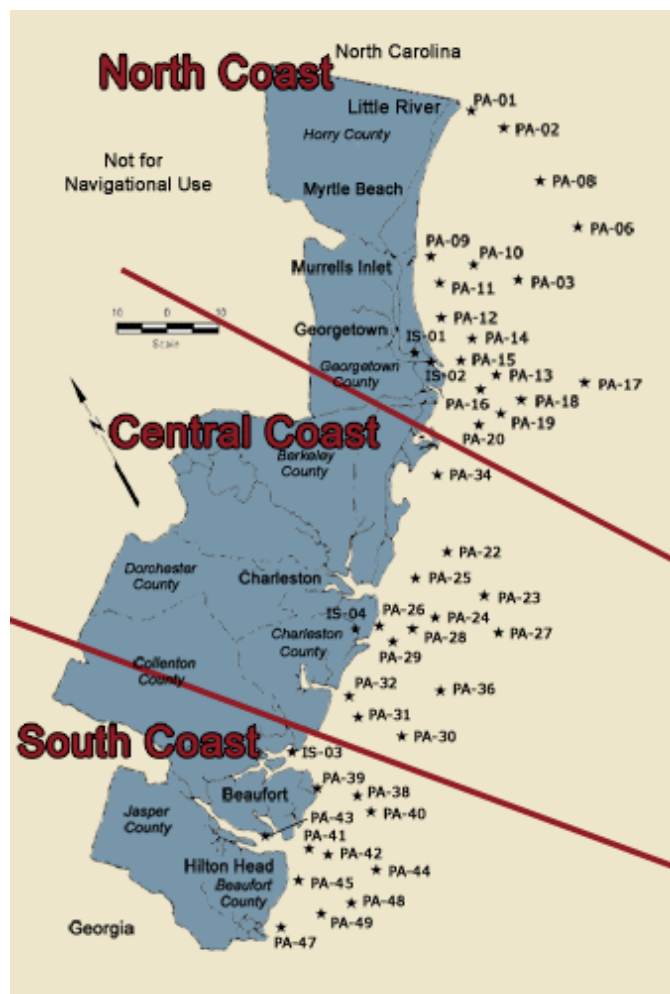 North Carolina
North Coast
Little River
PA-01
Horry County
PA-02
Not for
Navigational Use
Myrtle Beach
PA-08
PA-06
PA-09
PA-10
Murrells Inlet
PA-03
PA-11
10 0 10
Scale
PA-12
Georgetown
IS-01
PA-14
Georgetown
County
PA-15
IS-02
PA-13
PA-17
PA-16
PA-18
PA-19
PA-20
Central Coast
Berkeley
County
PA-34
PA-22
Dorchester
County
Charleston
PA-25
PA-23
IS-04
PA-26
PA-24
Charleston
County
PA-28
PA-27
PA-29
Collenton
County
PA-32
PA-36
PA-31
PA-30
South Coast
IS-03
PA-39
Beaufort
PA-38
Jasper
County
PA-43
PA-40
PA-41
PA-42
Hilton Head
PA-44
Beaufort
County
PA-45
PA-48
PA-49
Georgia
PA-47